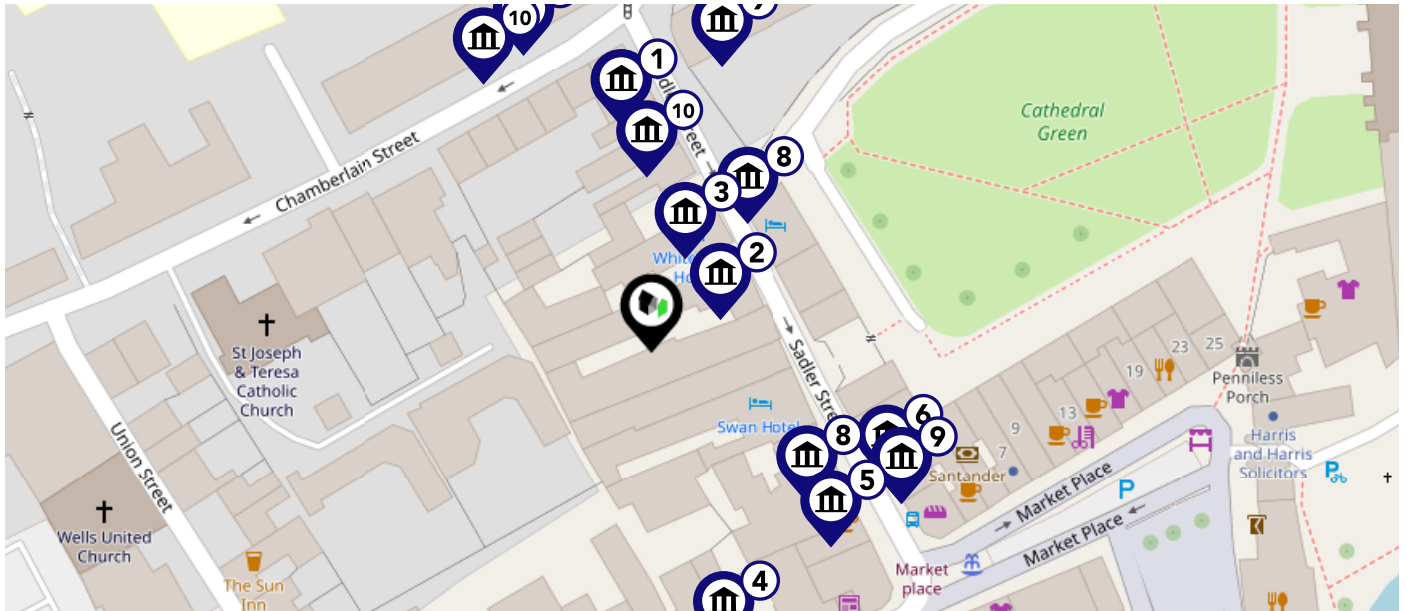 10
1
10
8
3
2
Cathedral
Green
Chamberlain Street
White
St Joseph
& Teresa
Catholic
Church
Sadler Stre
Swan Hotel
25
23
19
13
9
7
Penniless
Porch
6
8
9
5
Santander
Harris
and Harris
Solicitors
P
P
Market Place
Market Place
Union Street
Wells United
Church
The Sun
Inn
Market
place
4